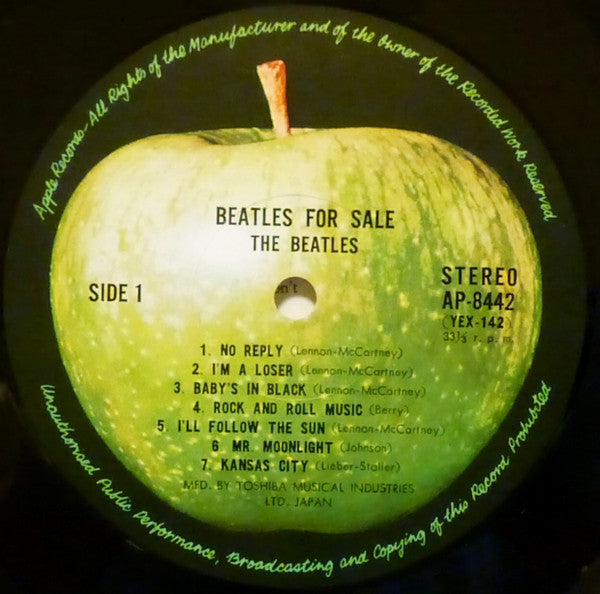 Apple Records-All Rights of the Manufacturer and of the Owner of the Recorded Work Reserved
BEATLES FOR SALE
THE BEATLES
SIDE 1
STEREO
AP-8442
(YEX-142)
33⅓ r. p. m.
1. NO REPLY (Lennon-McCartney)
2. I'M A LOSER (Lennon-McCartney)
3. BABY'S IN BLACK (Lennon-McCartney)
4. ROCK AND ROLL MUSIC (Berry)
5. I'LL FOLLOW THE SUN (Lennon-McCartney)
6. MR. MOONLIGHT (Johnson)
7. KANSAS CITY (Lieber-Staller)
MFD. BY TOSHIBA MUSICAL INDUSTRIES
LTD. JAPAN
Unauthorised Public Performance, Broadcasting and Copying of this Record Prohibited